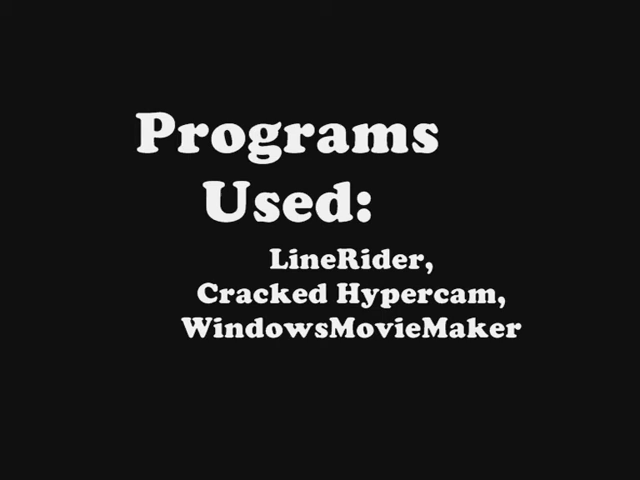 Programs
Used:
LineRider,
Cracked Hypercam,
WindowsMovieMaker